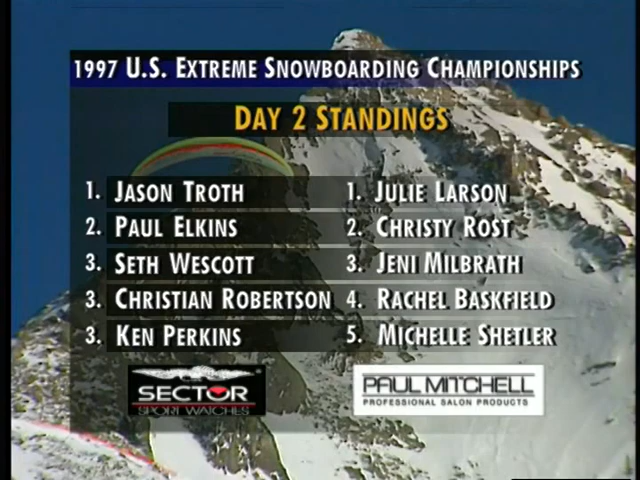 1997 U.S. EXTREME SNOWBOARDING CHAMPIONSHIPS
DAY 2 STANDINGS
1. JASON TROTH
2. PAUL ELKINS
3. SETH WESCOTT
3. CHRISTIAN ROBERTSON
3. KEN PERKINS
1. JULIE LARSON
2. CHRISTY ROST
3. JENI MILBRATH
4. RACHEL BASKFIELD
5. MICHELLE SHETLER
SECTOR
SPORT WATCHES
PAUL MITCHELL
PROFESSIONAL SALON PRODUCTS